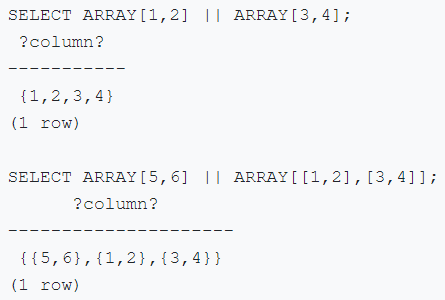 SELECT ARRAY[1,2] || ARRAY[3,4];
 ?column?
-----------
 {1,2,3,4}
(1 row)

SELECT ARRAY[5,6] || ARRAY[[1,2],[3,4]];
      ?column?
---------------------
 {{5,6},{1,2},{3,4}}
(1 row)